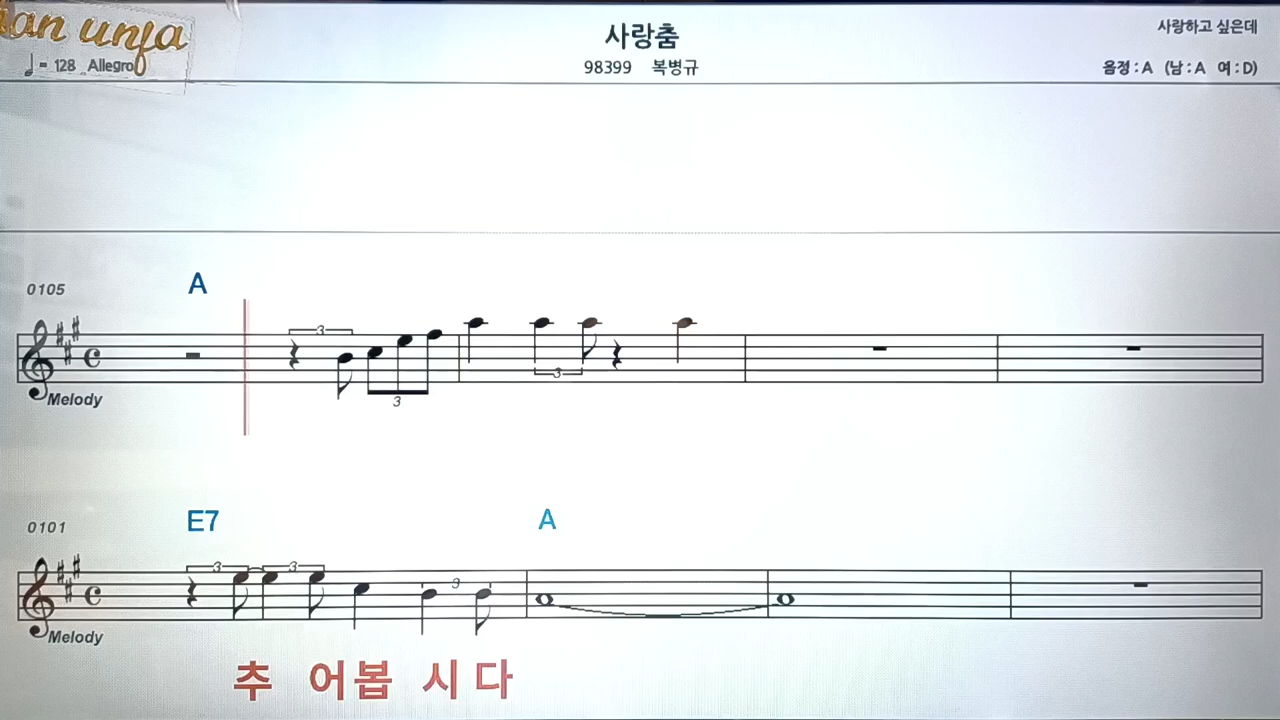 unja
사랑춤
사랑하고 싶은데
♩= 128 Allegro
98399 복병규
음정:A (남:A 여:D)
0105
A
3
3
3
Melody
0101
E7
A
3
3
3
Melody
추 어봅 시 다